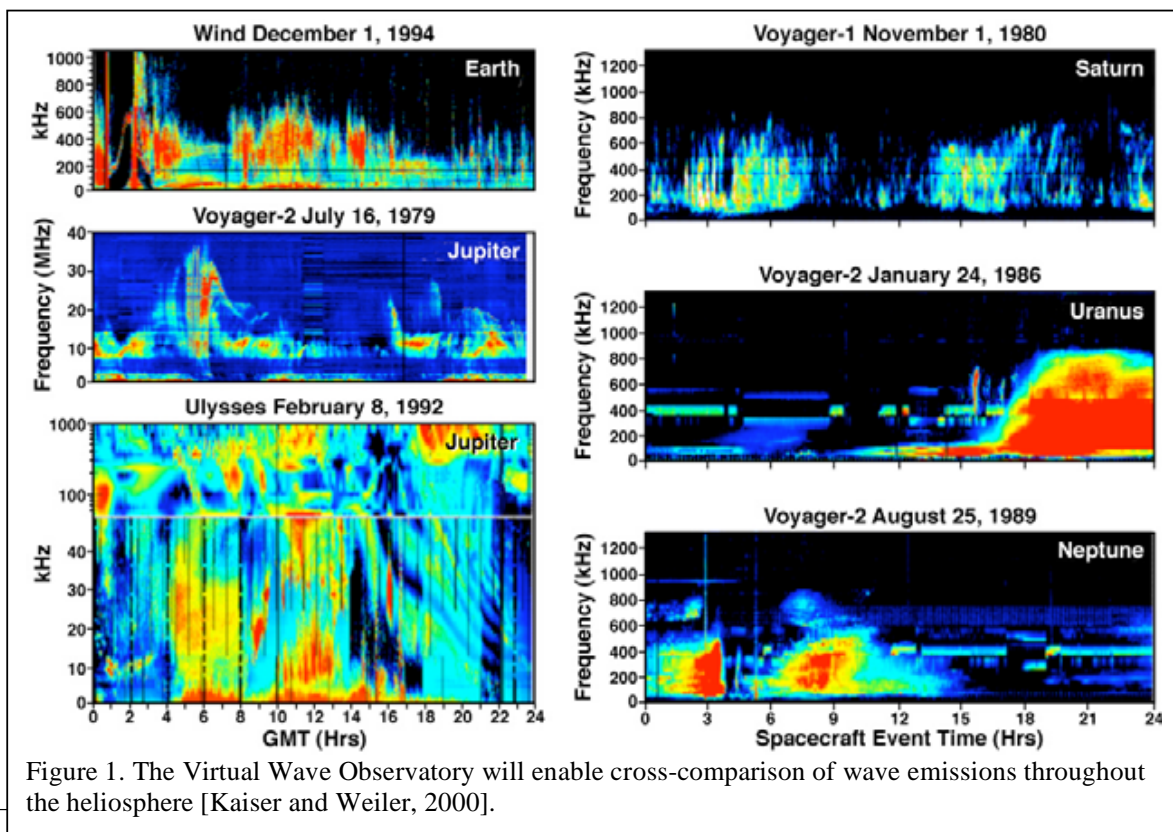 Wind December 1, 1994
Earth
kHz
1000
800
600
400
200
0
Voyager-2 July 16, 1979
Jupiter
Frequency (MHz)
40
30
20
10
0
Ulysses February 8, 1992
Jupiter
kHz
1000
100
40
30
20
10
0
0 2 4 6 8 10 12 14 16 18 20 22 24
GMT (Hrs)
Voyager-1 November 1, 1980
Saturn
Frequency (kHz)
1200
1000
800
600
400
200
0
Voyager-2 January 24, 1986
Uranus
Frequency (kHz)
1200
1000
800
600
400
200
0
Voyager-2 August 25, 1989
Neptune
Frequency (kHz)
1200
1000
800
600
400
200
0
0 3 6 9 12 15 18 21 24
Spacecraft Event Time (Hrs)
Figure 1. The Virtual Wave Observatory will enable cross-comparison of wave emissions throughout
the heliosphere [Kaiser and Weiler, 2000].